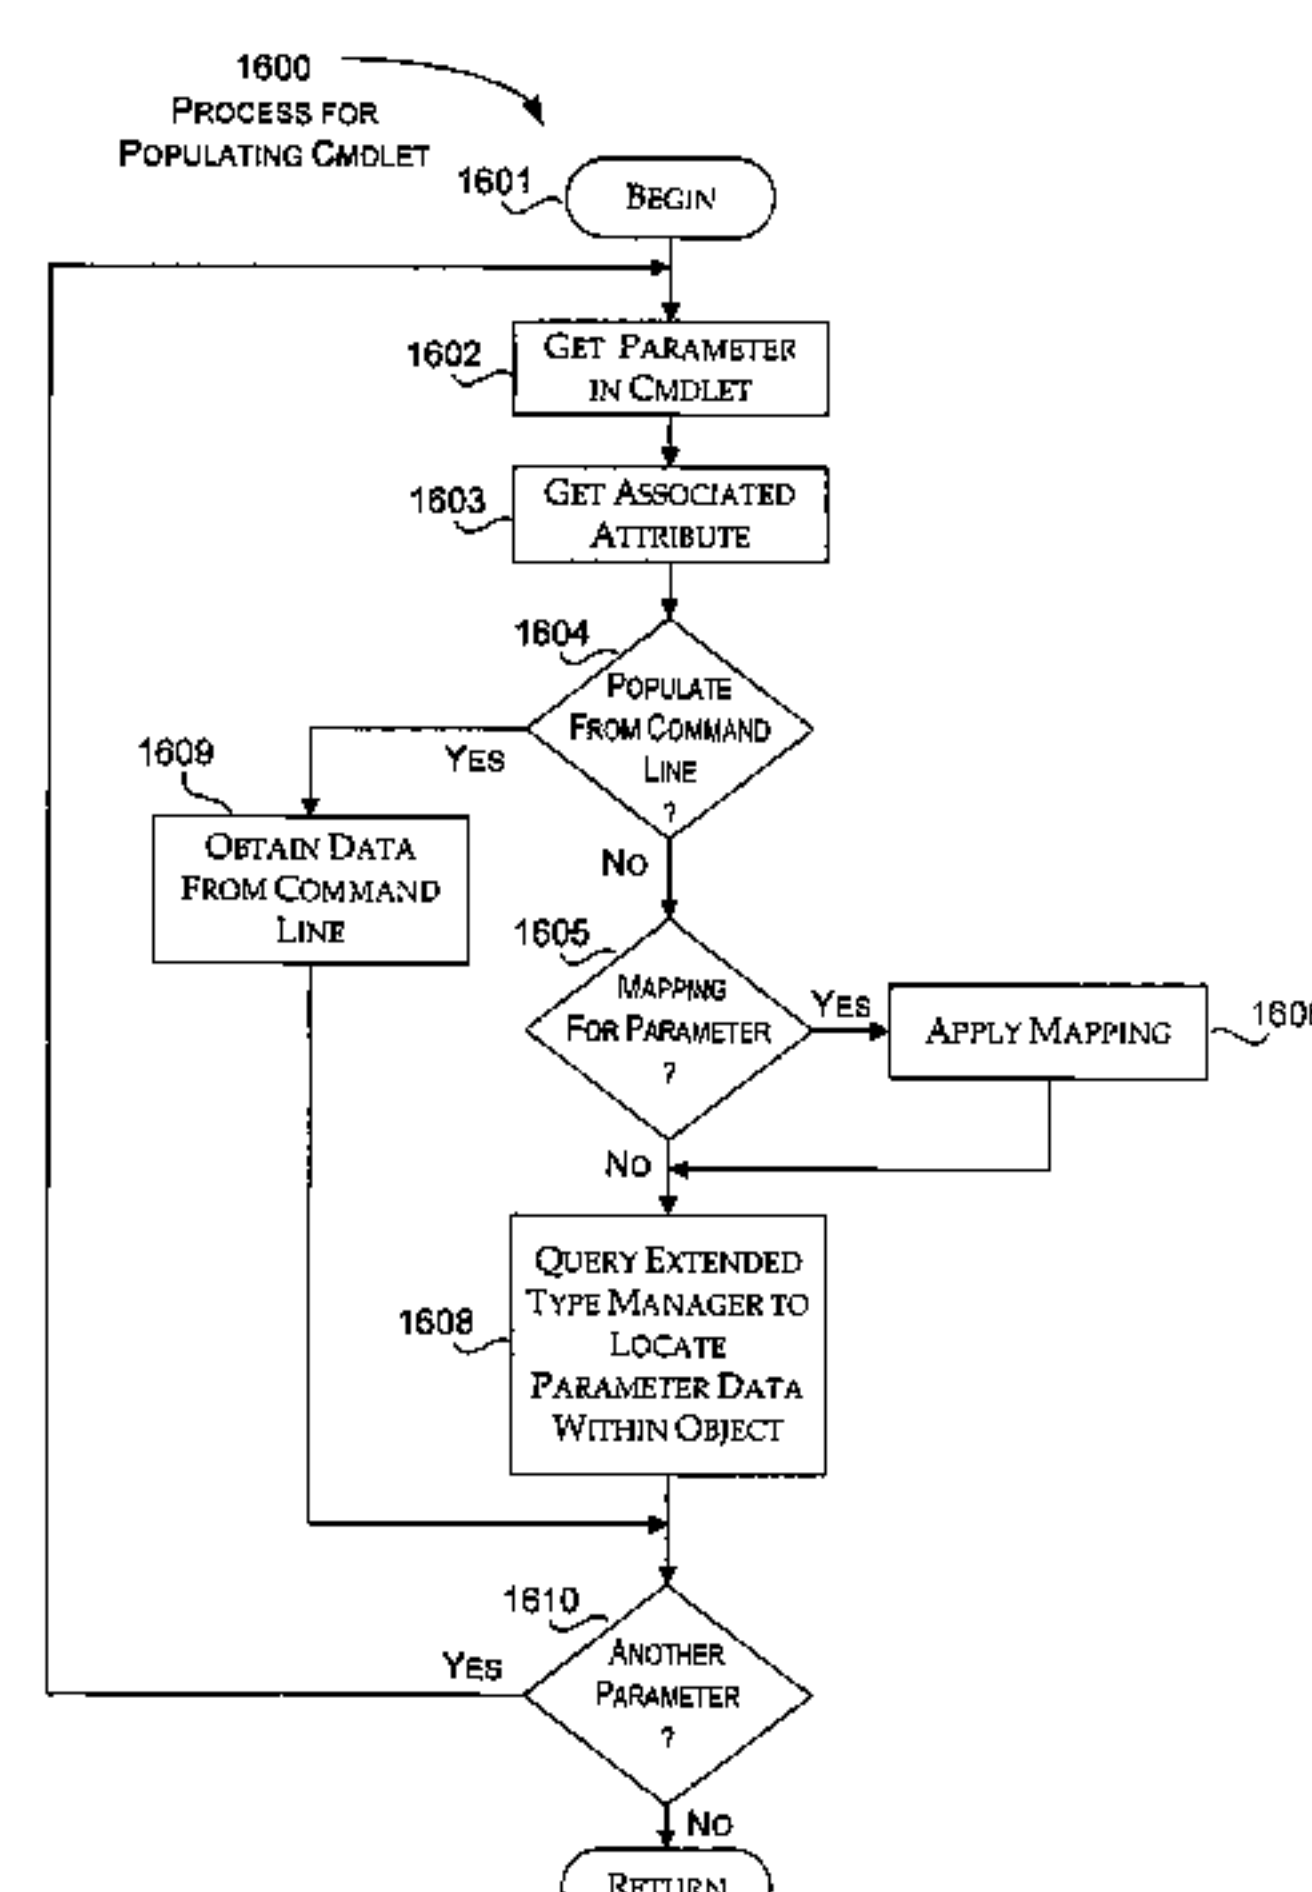 1600
PROCESS FOR
POPULATING CMDLET
1601
BEGIN
1602
GET PARAMETER
IN CMDLET
1603
GET ASSOCIATED
ATTRIBUTE
1604
POPULATE
FROM COMMAND
LINE
?
YES
NO
1609
OBTAIN DATA
FROM COMMAND
LINE
1605
MAPPING
FOR PARAMETER
?
YES
NO
APPLY MAPPING
1608
QUERY EXTENDED
TYPE MANAGER TO
LOCATE
PARAMETER DATA
WITHIN OBJECT
1610
ANOTHER
PARAMETER
?
YES
NO
RETURN